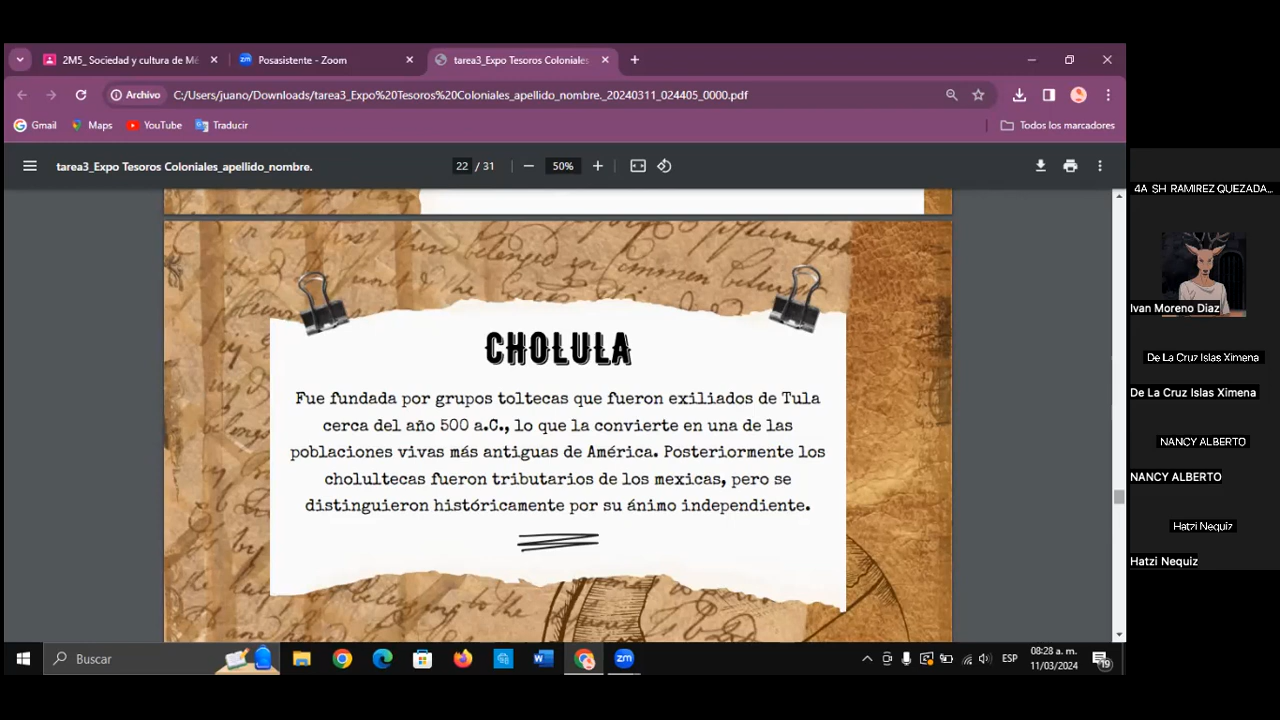 2M5_ Sociedad y cultura de Mé
Posasistente - Zoom
tarea3_Expo Tesoros Coloniales
Archivo
C:/Users/juano/Downloads/tarea3_Expo%20Tesoros%20Coloniales_apellido_nombre._20240311_024405_0000.pdf
Gmail
Maps
YouTube
Traducir
Todos los marcadores
tarea3_Expo Tesoros Coloniales_apellido_nombre.
22 / 31
50%
CHOLULA
Fue fundada por grupos toltecas que fueron exiliados de Tula
cerca del año 500 a.C., lo que la convierte en una de las
poblaciones vivas más antiguas de América. Posteriormente los
cholultecas fueron tributarios de los mexicas, pero se
distinguieron históricamente por su ánimo independiente.
4A SH RAMIREZ QUEZADA...
Ivan Moreno Diaz
De La Cruz Islas Ximena
De La Cruz Islas Ximena
NANCY ALBERTO
NANCY ALBERTO
Hatzi Nequiz
Hatzi Nequiz
Buscar
ESP
08:28 a. m.
11/03/2024
19